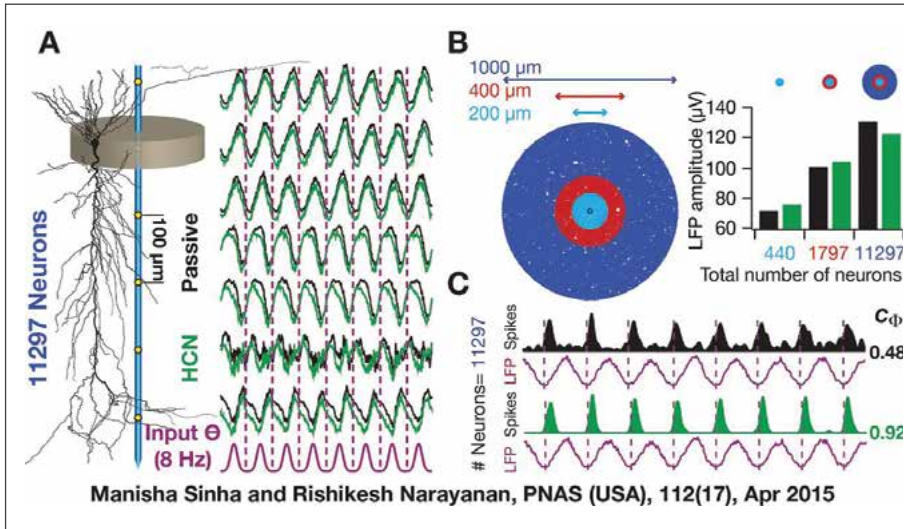 A
11297 Neurons
100 μm
Passive
HCN
Input Θ
(8 Hz)
B
1000 μm
400 μm
200 μm
LFP amplitude (μV)
140
120
100
80
60
440 1797 11297
Total number of neurons
C
# Neurons= 11297
Spikes
LFP
Spikes
LFP
CΦ
0.48
0.92
Manisha Sinha and Rishikesh Narayanan, PNAS (USA), 112(17), Apr 2015